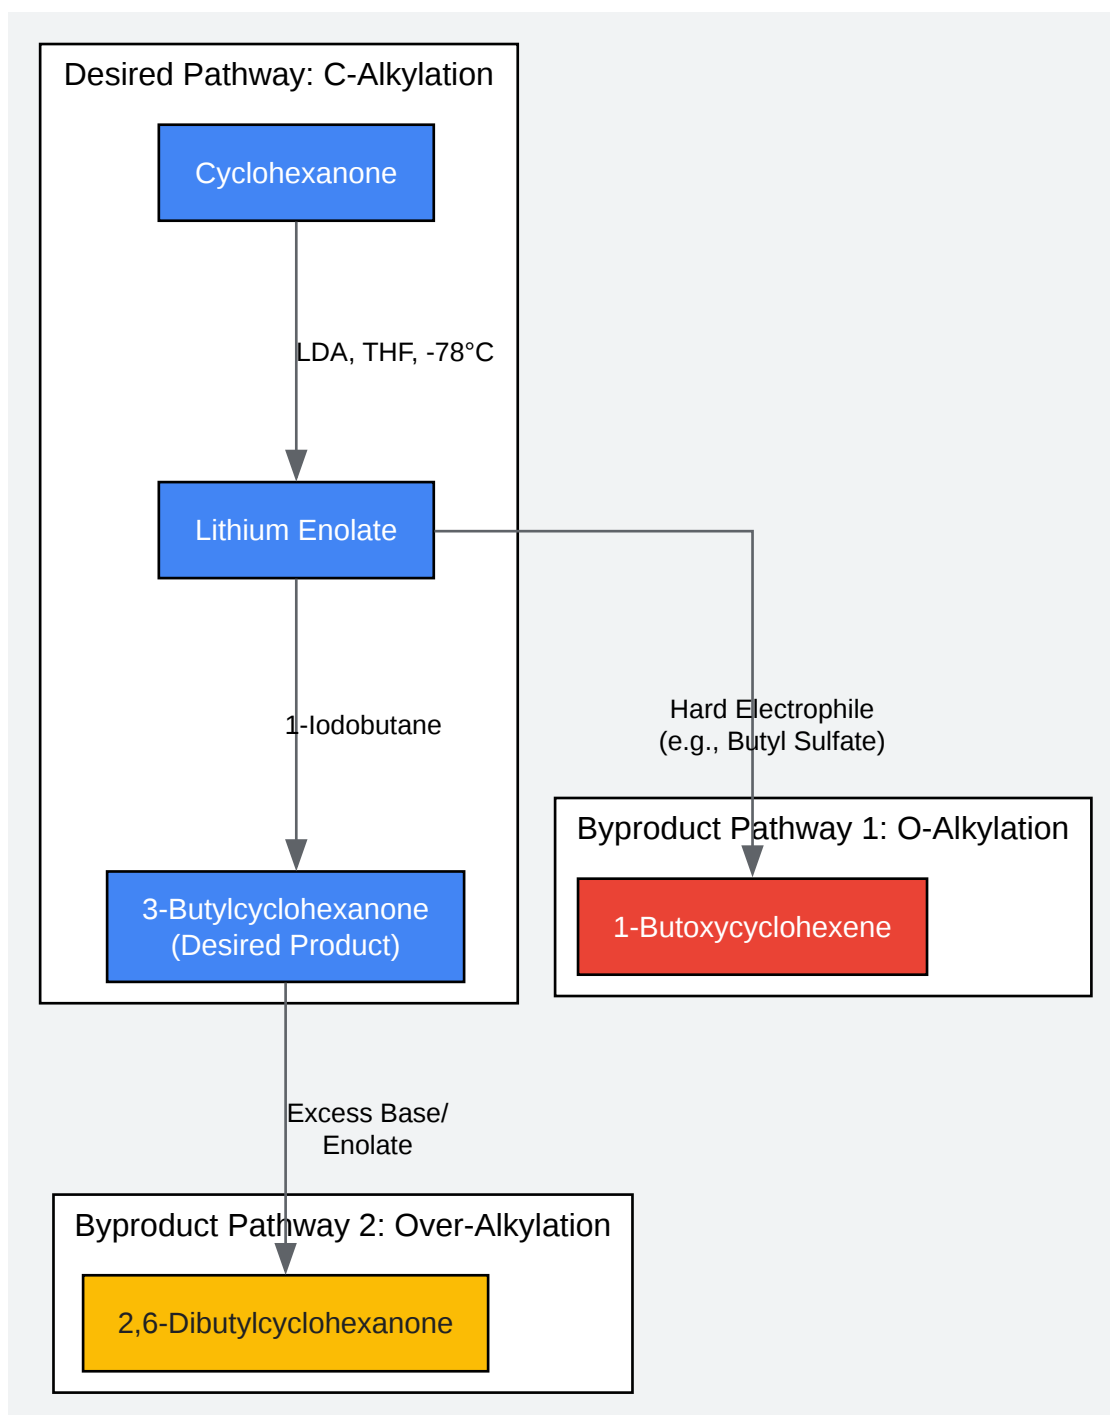 Desired Pathway: C-Alkylation
Cyclohexanone
LDA, THF, -78°C
Lithium Enolate
1-Iodobutane
Hard Electrophile
(e.g., Butyl Sulfate)
Byproduct Pathway 1: O-Alkylation
3-Butylcyclohexanone
(Desired Product)
1-Butoxycyclohexene
Excess Base/
Enolate
Byproduct Pathway 2: Over-Alkylation
2,6-Dibutylcyclohexanone